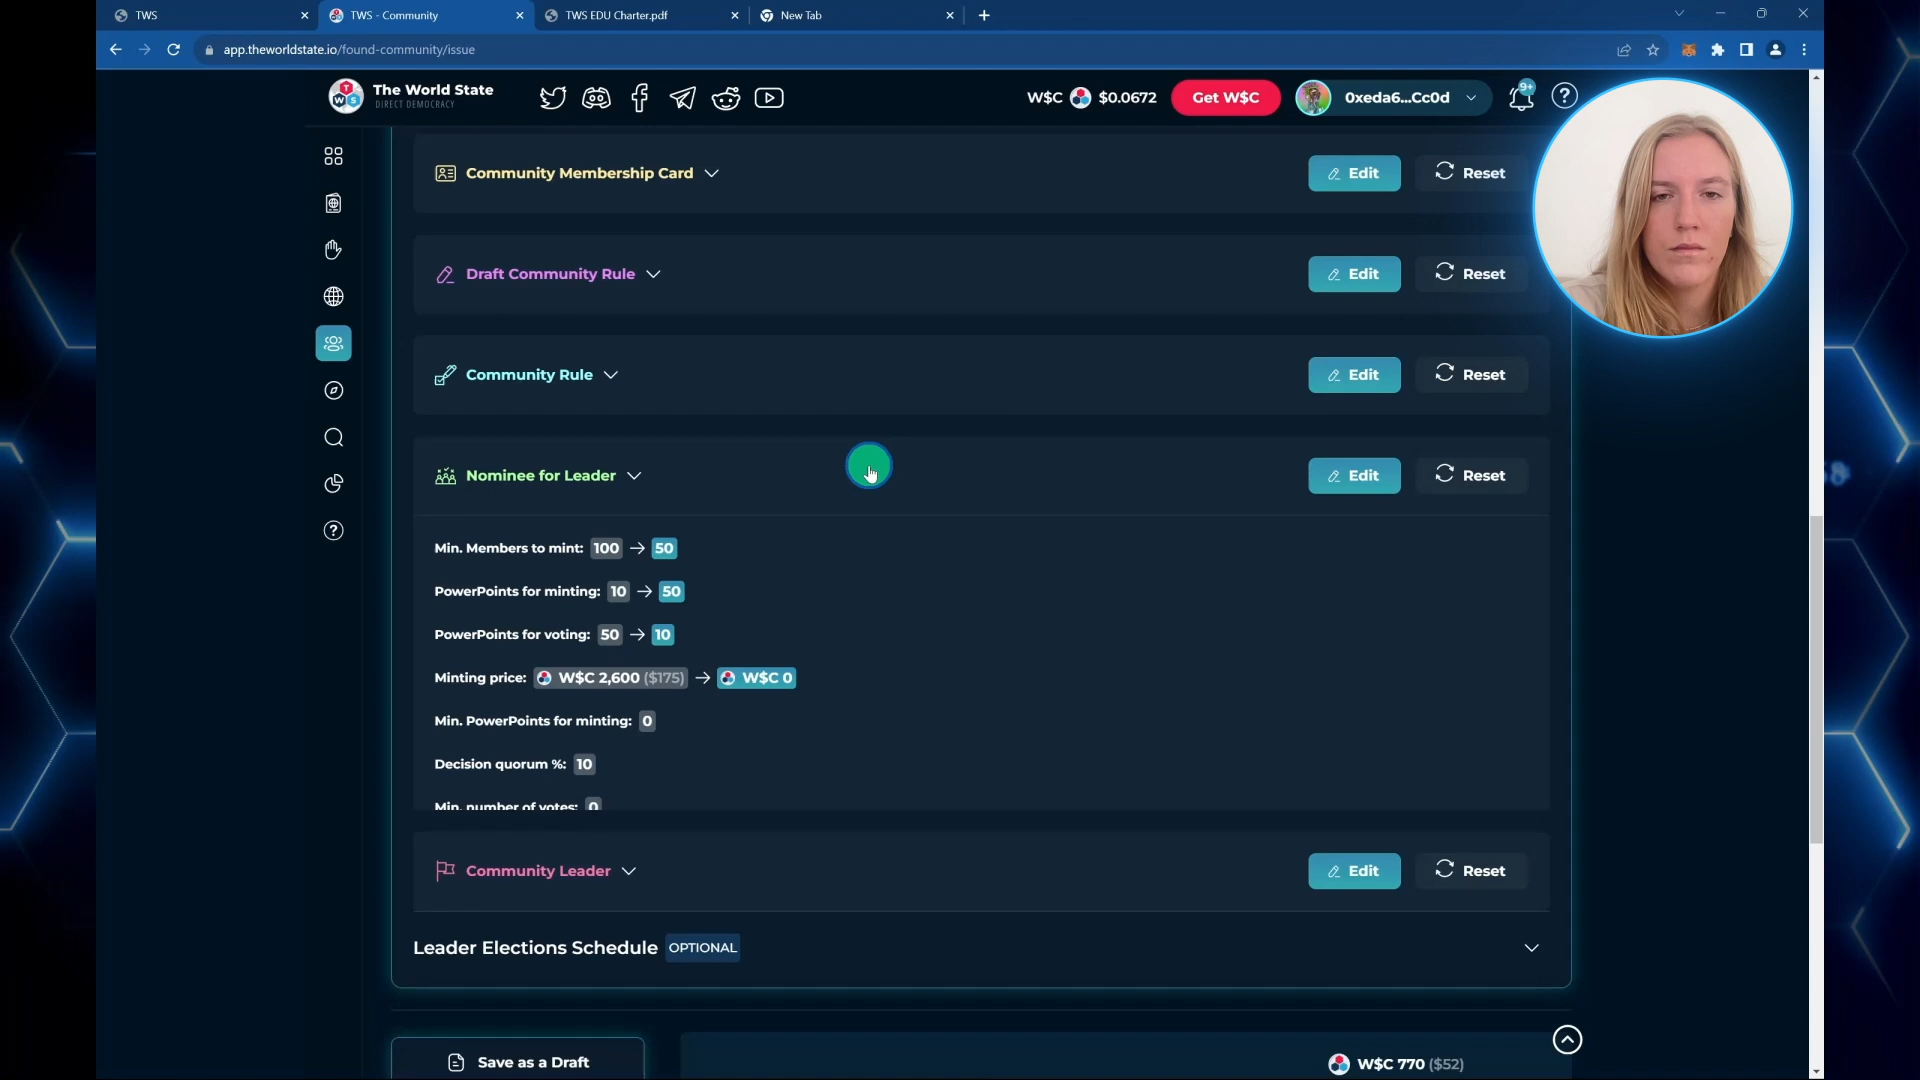 TWS
TWS - Community
TWS EDU Charter.pdf
New Tab
app.theworldstate.io/found-community/issue
The World State
DIRECT DEMOCRACY
W$C $0.0672
Get W$C
0xeda6...Cc0d
9+
Community Membership Card
Edit
Reset
Draft Community Rule
Edit
Reset
Community Rule
Edit
Reset
Nominee for Leader
Edit
Reset
Min. Members to mint: 100 → 50
PowerPoints for minting: 10 → 50
PowerPoints for voting: 50 → 10
Minting price: W$C 2,600 ($175) → W$C 0
Min. PowerPoints for minting: 0
Decision quorum %: 10
Min. number of votes: 0
Community Leader
Edit
Reset
Leader Elections Schedule OPTIONAL
Save as a Draft
W$C 770 ($52)